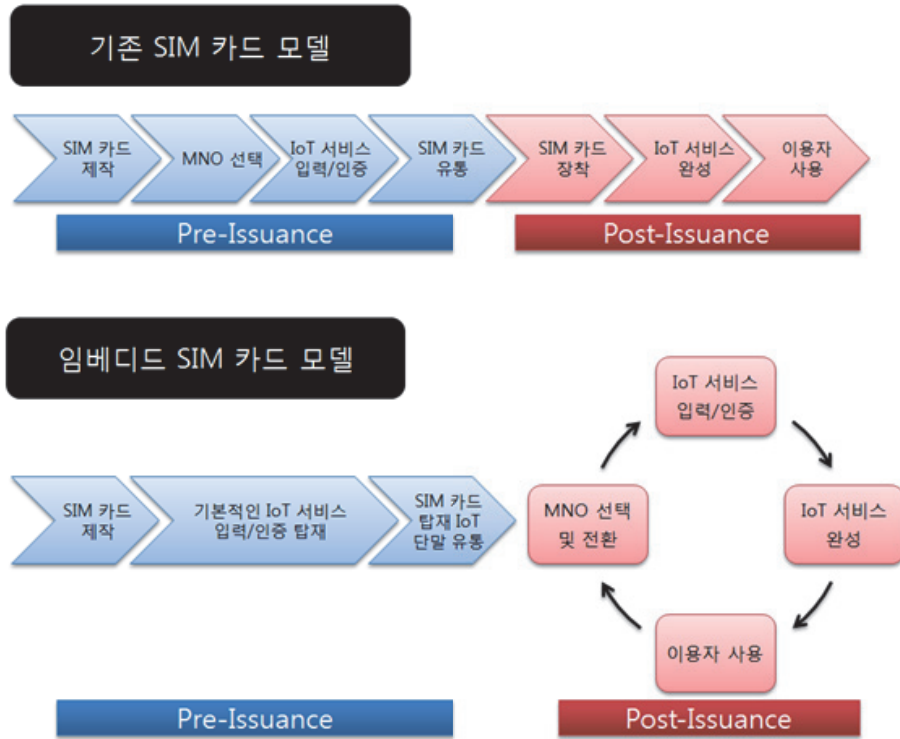 기존 SIM 카드 모델
SIM 카드
제작
MNO 선택
IoT 서비스
입력/인증
SIM 카드
유통
SIM 카드
장착
IoT 서비스
완성
이용자
사용
Pre-Issuance
Post-Issuance
임베디드 SIM 카드 모델
SIM 카드
제작
기본적인 IoT 서비스
입력/인증 탑재
SIM 카드
탑재 IoT
단말 유통
MNO 선택
및 전환
IoT 서비스
입력/인증
IoT 서비스
완성
이용자 사용
Pre-Issuance
Post-Issuance